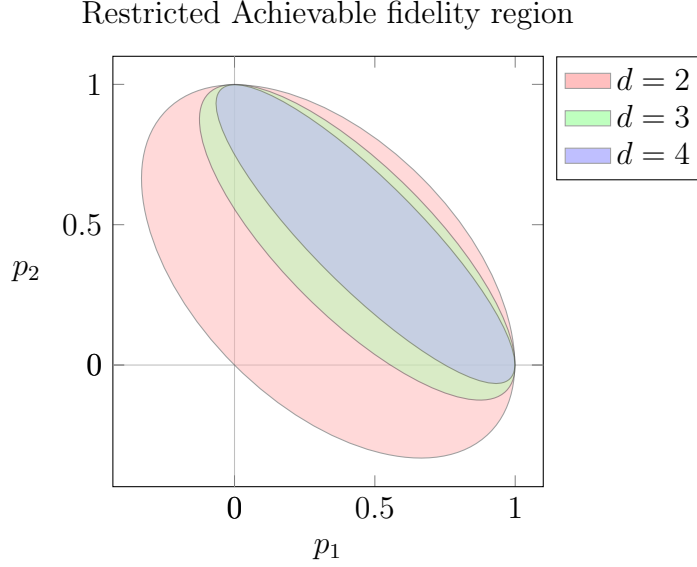 Restricted Achievable fidelity region
d = 2
d = 3
d = 4
1
0.5
0
p₂
0
0.5
1
p₁